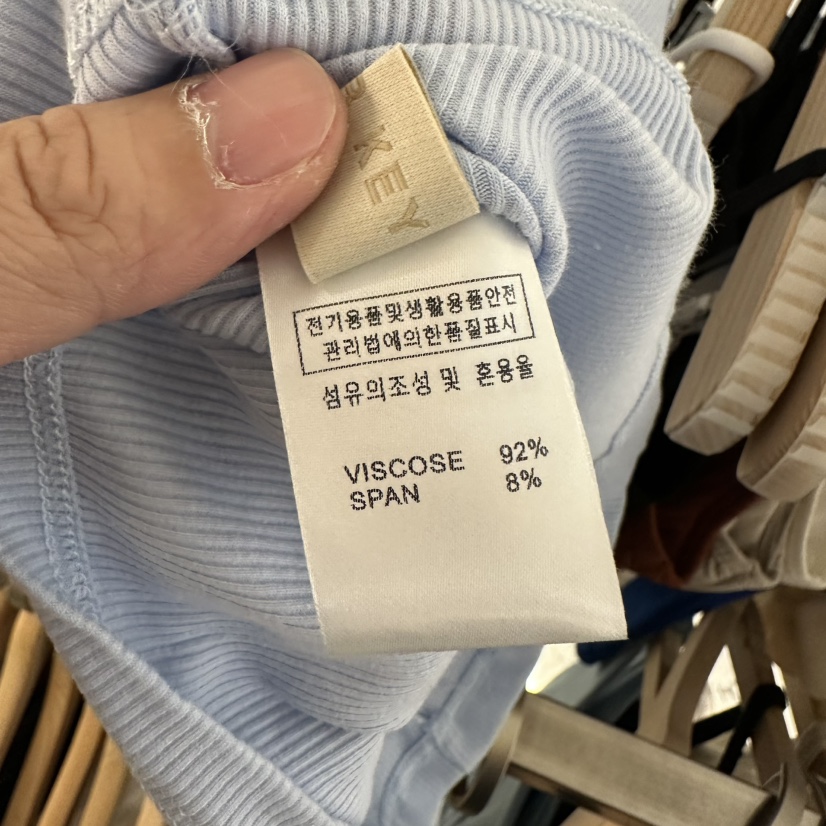 KEY
전기용품및생활용품안전
관리법에의한품질표시
섬유의조성 및 혼용율
VISCOSE 92%
SPAN 8%